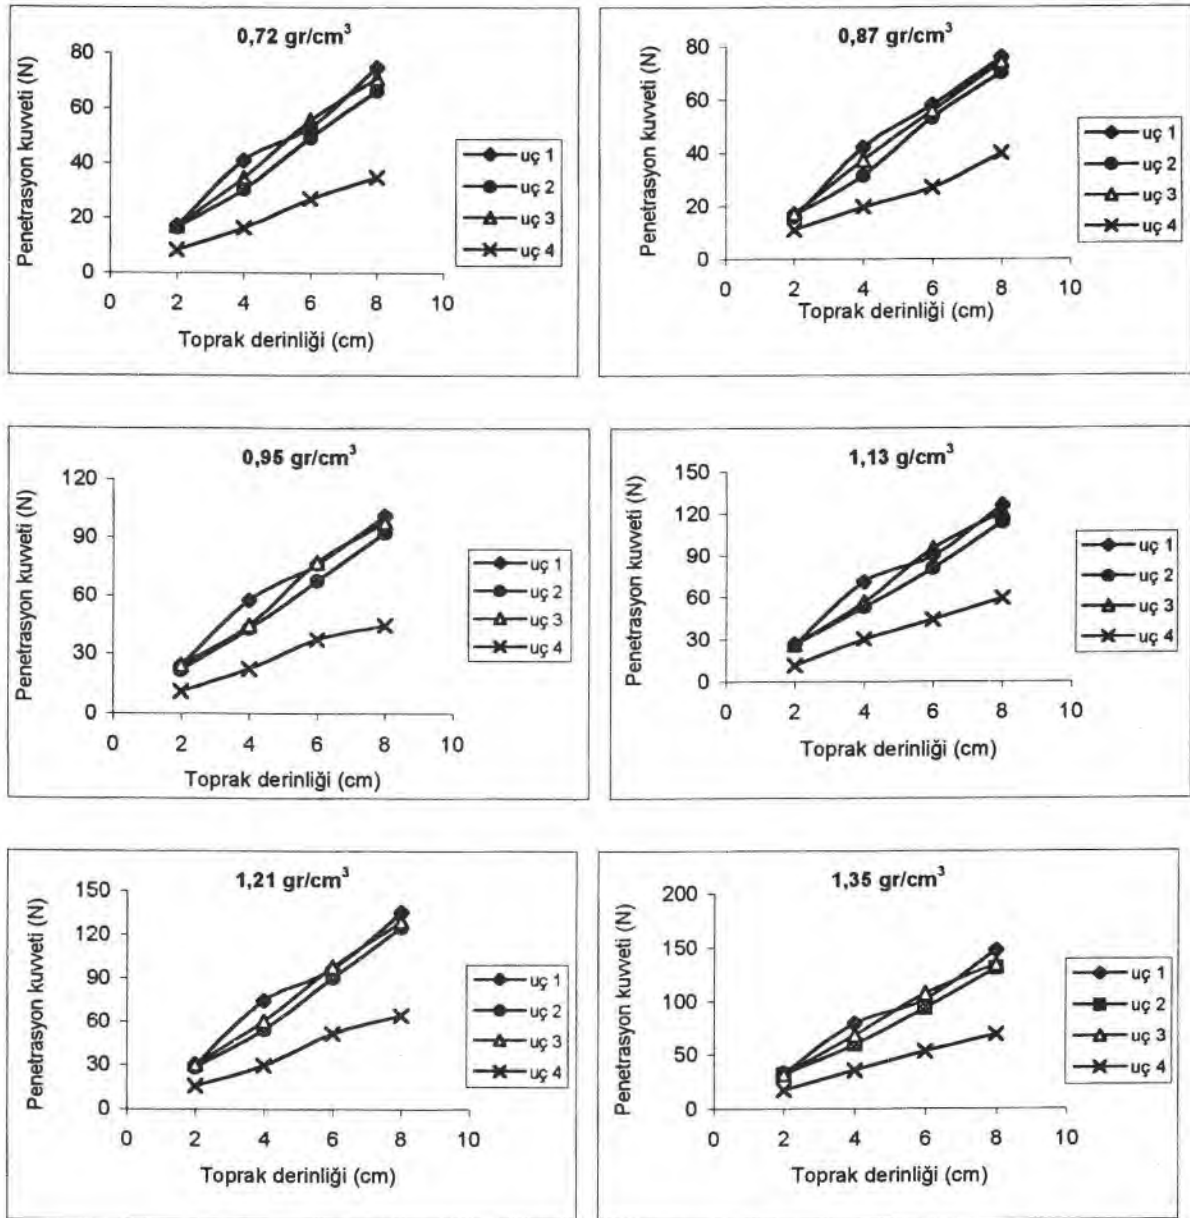 0,72 gr/cm³
Penetrasyon kuvveti (N)
80
60
40
20
0
0 2 4 6 8 10
Toprak derinliği (cm)
uç 1
uç 2
uç 3
uç 4
0,87 gr/cm³
Penetrasyon kuvveti (N)
80
60
40
20
0
0 2 4 6 8 10
Toprak derinliği (cm)
uç 1
uç 2
uç 3
uç 4
0,95 gr/cm³
Penetrasyon kuvveti (N)
120
90
60
30
0
0 2 4 6 8 10
Toprak derinliği (cm)
uç 1
uç 2
uç 3
uç 4
1,13 g/cm³
Penetrasyon kuvveti (N)
150
120
90
60
30
0
0 2 4 6 8 10
Toprak derinliği (cm)
uç 1
uç 2
uç 3
uç 4
1,21 gr/cm³
Penetrasyon kuvveti (N)
150
120
90
60
30
0
0 2 4 6 8 10
Toprak derinliği (cm)
uç 1
uç 2
uç 3
uç 4
1,35 gr/cm³
Penetrasyon kuvveti (N)
200
150
100
50
0
0 2 4 6 8 10
Toprak derinliği (cm)
uç 1
uç 2
uç 3
uç 4